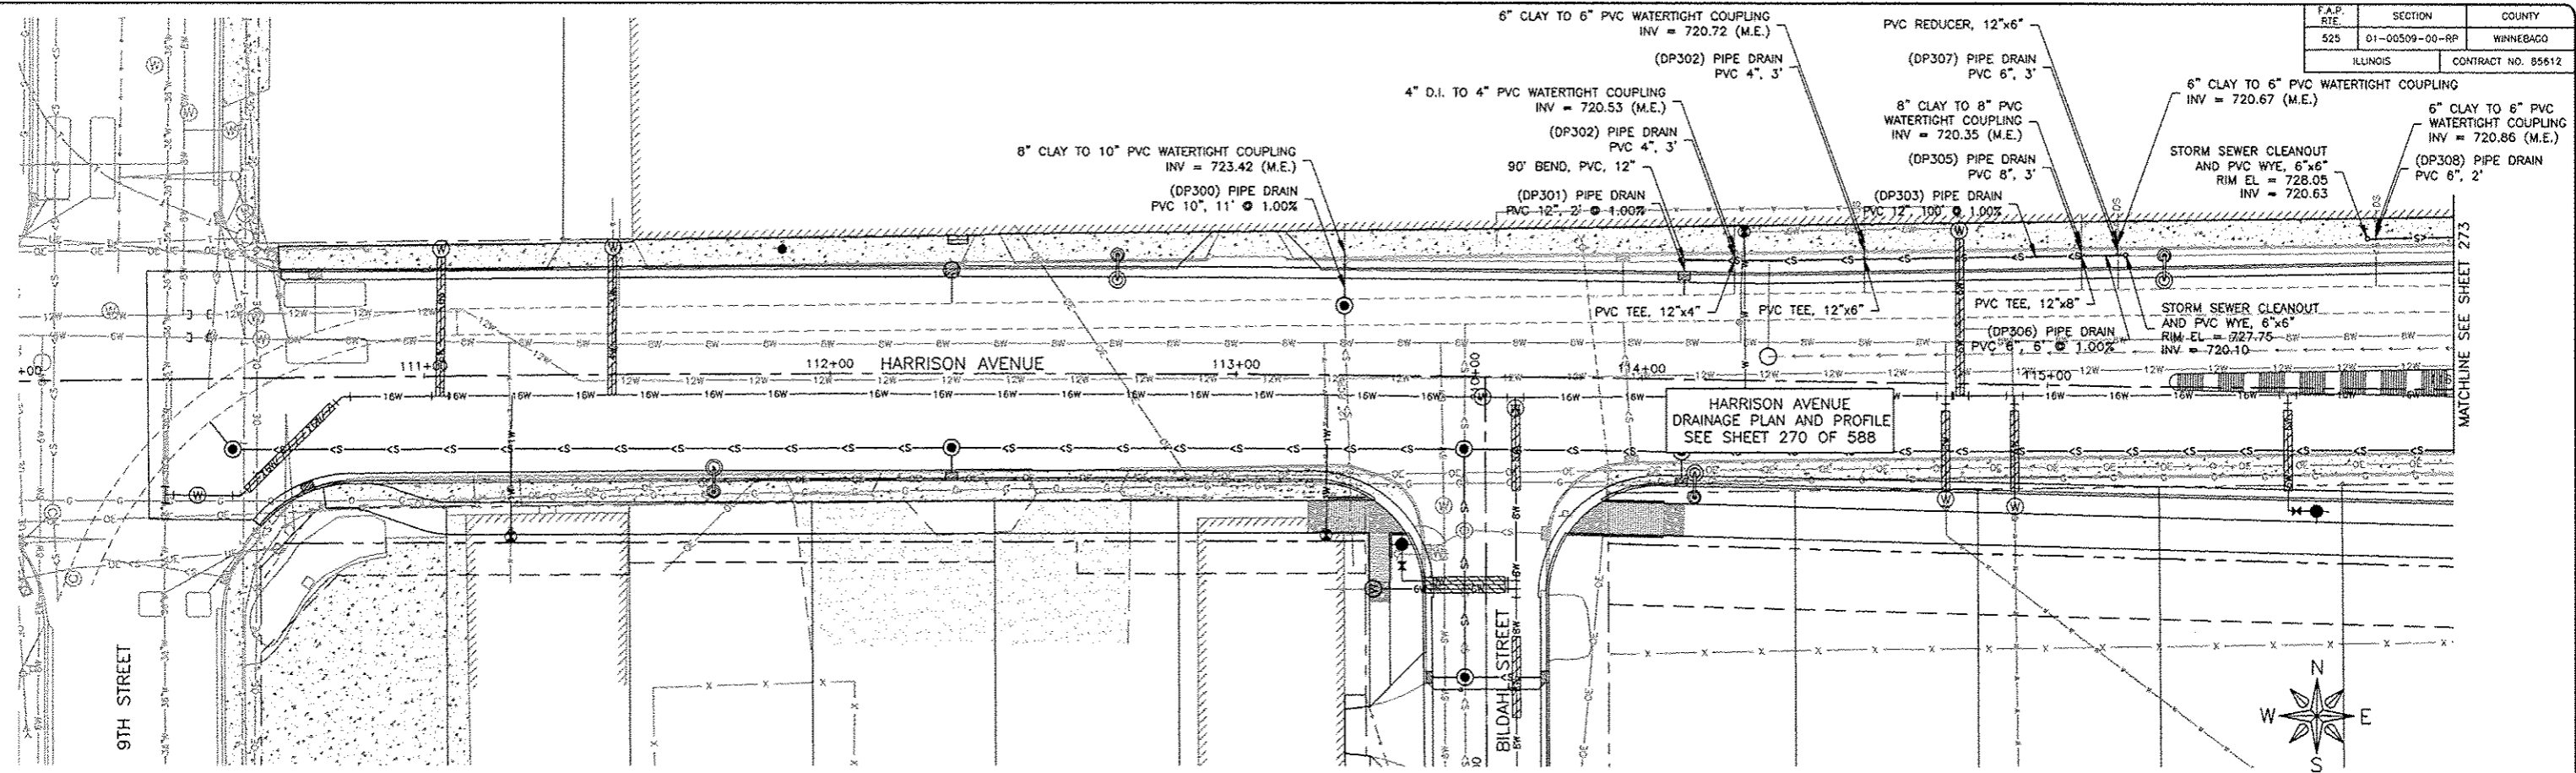 F.A.P. RTE. SECTION COUNTY
525 01-00509-00-RP WINNEBAGO
ILLINOIS CONTRACT NO. 85612
6" CLAY TO 6" PVC WATERTIGHT COUPLING
INV = 720.72 (M.E.)
(DP302) PIPE DRAIN
PVC 4", 3'
PVC REDUCER, 12"x6"
(DP307) PIPE DRAIN
PVC 6", 3'
4" D.I. TO 4" PVC WATERTIGHT COUPLING
INV = 720.53 (M.E.)
(DP302) PIPE DRAIN
PVC 4", 3'
90° BEND, PVC, 12"
(DP301) PIPE DRAIN
PVC 12", 2' @ 1.00%
8" CLAY TO 8" PVC
WATERTIGHT COUPLING
INV = 720.35 (M.E.)
(DP305) PIPE DRAIN
PVC 8", 3'
(DP303) PIPE DRAIN
PVC 12", 100' @ 1.00%
6" CLAY TO 6" PVC WATERTIGHT COUPLING
INV = 720.67 (M.E.)
6" CLAY TO 6" PVC
WATERTIGHT COUPLING
INV = 720.86 (M.E.)
(DP308) PIPE DRAIN
PVC 6", 2'
STORM SEWER CLEANOUT
AND PVC WYE, 6"x6"
RIM EL = 728.05
INV = 720.63
8" CLAY TO 10" PVC WATERTIGHT COUPLING
INV = 723.42 (M.E.)
(DP300) PIPE DRAIN
PVC 10", 11' @ 1.00%
PVC TEE, 12"x4"
PVC TEE, 12"x6"
PVC TEE, 12"x8"
(DP306) PIPE DRAIN
PVC 6", 6' @ 1.00%
STORM SEWER CLEANOUT
AND PVC WYE, 6"x6"
RIM EL = 727.75
INV = 720.10
MATCHLINE SEE SHEET 273
+00
111+00
112+00
HARRISON AVENUE
113+00
114+00
115+00
HARRISON AVENUE
DRAINAGE PLAN AND PROFILE
SEE SHEET 270 OF 588
9TH STREET
BILDAHL STREET
N
W E
S